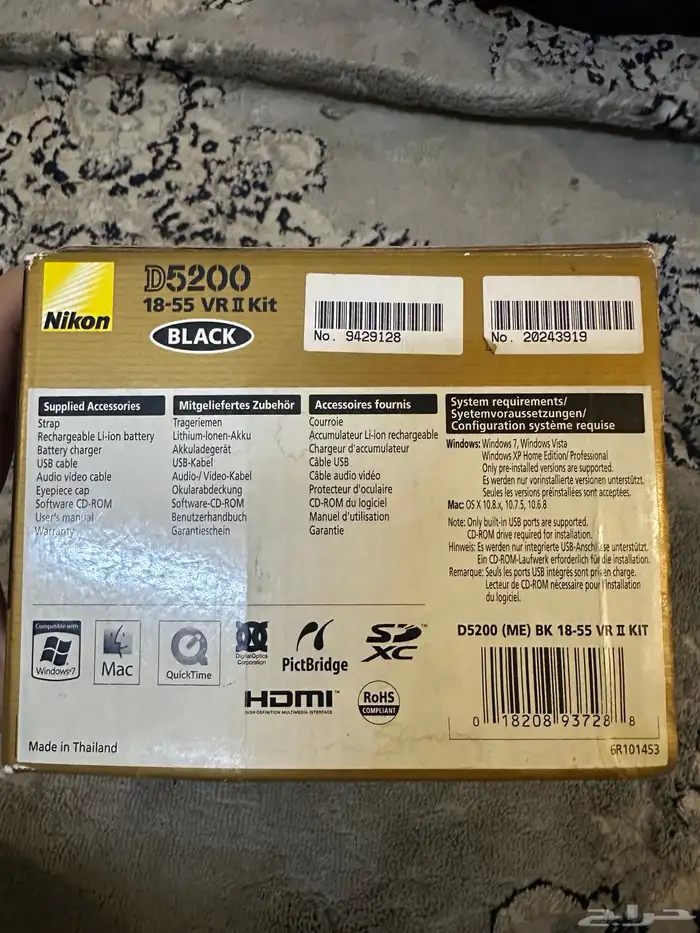 Nikon
D5200
18-55 VR II Kit
BLACK
No. 9429128
No. 20243919
Supplied Accessories
Strap
Rechargeable Li-ion battery
Battery charger
USB cable
Audio video cable
Eyepiece cap
Software CD-ROM
User's manual
Warranty
Mitgeliefertes Zubehör
Trageriemen
Lithium-Ionen-Akku
Akkuladegerät
USB-Kabel
Audio-/ Video-Kabel
Okularabdeckung
Software-CD-ROM
Benutzerhandbuch
Garantieschein
Accessoires fournis
Courroie
Accumulateur Li-ion rechargeable
Chargeur d'accumulateur
Câble USB
Câble audio vidéo
Protecteur d'oculaire
CD-ROM du logiciel
Manuel d'utilisation
Garantie
System requirements/
Syetemvoraussetzungen/
Configuration système requise
Windows: Windows 7, Windows Vista
Windows XP Home Edition/ Professional
Only pre-installed versions are supported.
Es werden nur vorinstallierte versionen unterstützt.
Seules les versions préinstallées sont acceptées.
Mac: OS X 10.8.x, 10.7.5, 10.6.8
Note: Only built-in USB ports are supported.
CD-ROM drive required for installation.
Hinweis: Es werden nur integrierte USB-Anschlüsse unterstützt.
Ein CD-ROM-Laufwerk erforderlich für die installation.
Remarque: Seuls les ports USB intégrés sont pris en charge.
Lecteur de CD-ROM nécessaire pour l'installation
du logiciel.
Compatible with
Windows 7
Mac
QuickTime
DigitalOptics
Corporation
PictBridge
SD XC™
HDMI™
HIGH-DEFINITION MULTIMEDIA INTERFACE
RoHS
COMPLIANT
D5200 (ME) BK 18-55 VR II KIT
0 18208 93728 8
Made in Thailand
6R101453
حراج